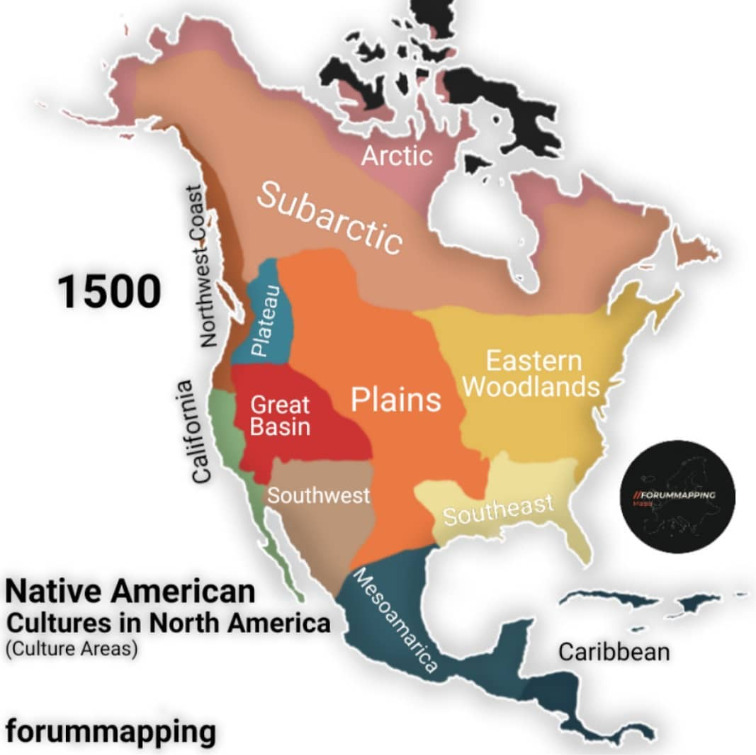 Arctic
Subarctic
Northwest Coast
1500
Plateau
Eastern
Woodlands
Plains
California
Great
Basin
Southwest
Southeast
//FORUMMAPPING
Native American
Cultures in North America
(Culture Areas)
Mesoamarica
Caribbean
forummapping